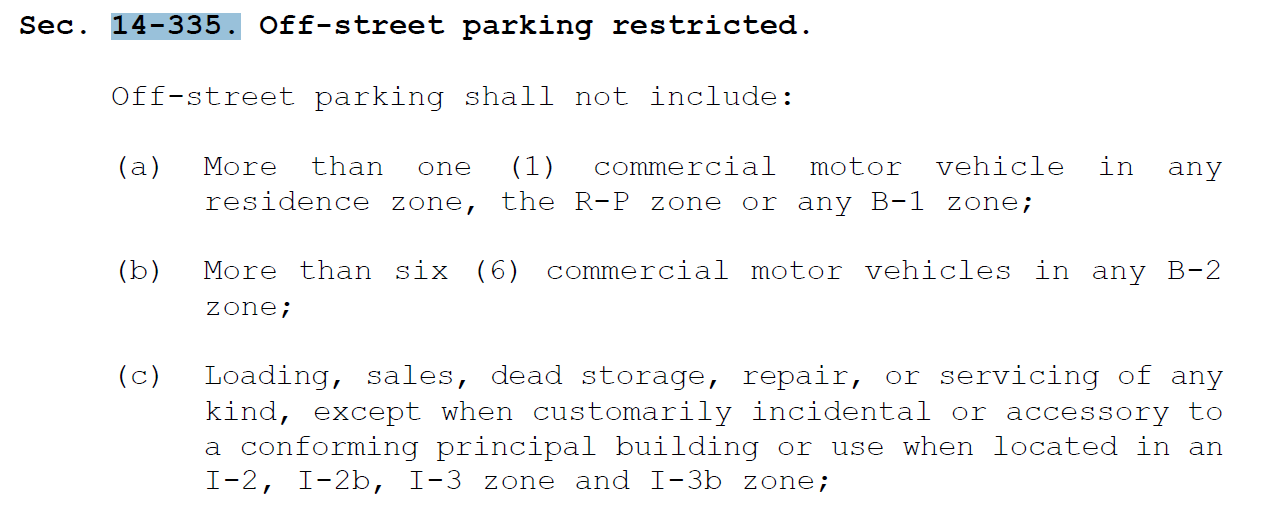 Sec. 14-335. Off-street parking restricted.
Off-street parking shall not include:
(a) More than one (1) commercial motor vehicle in any
residence zone, the R-P zone or any B-1 zone;
(b) More than six (6) commercial motor vehicles in any B-2
zone;
(c) Loading, sales, dead storage, repair, or servicing of any
kind, except when customarily incidental or accessory to
a conforming principal building or use when located in an
I-2, I-2b, I-3 zone and I-3b zone;